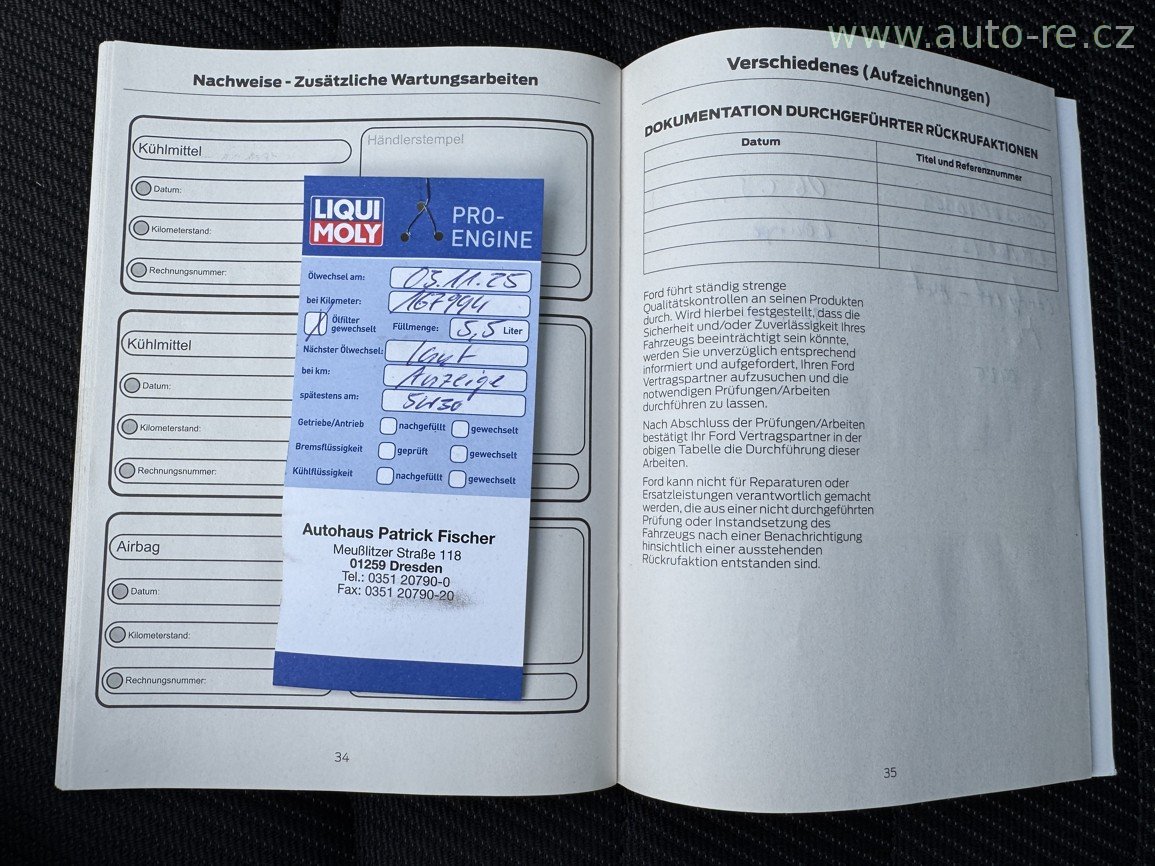 www.auto-re.cz
Nachweise - Zusätzliche Wartungsarbeiten
Kühlmittel
Händlerstempel
Datum:
Kilometerstand:
Rechnungsnummer:
Kühlmittel
Datum:
Kilometerstand:
Rechnungsnummer:
Airbag
Datum:
Kilometerstand:
Rechnungsnummer:
34
LIQUI
MOLY
PRO-
ENGINE
Ölwechsel am: 03.11.25
bei Kilometer: 167994
Ölfilter
gewechselt
Füllmenge: 5,5 Liter
Nächster Ölwechsel: laut
bei km: Anzeige
spätestens am: 5W30
Getriebe/Antrieb nachgefüllt gewechselt
Bremsflüssigkeit geprüft gewechselt
Kühlflüssigkeit nachgefüllt gewechselt
Autohaus Patrick Fischer
Meußlitzer Straße 118
01259 Dresden
Tel.: 0351 20790-0
Fax: 0351 20790-20
Verschiedenes (Aufzeichnungen)
DOKUMENTATION DURCHGEFÜHRTER RÜCKRUFAKTIONEN
Datum Titel und Referenznummer
Ford führt ständig strenge
Qualitätskontrollen an seinen Produkten
durch. Wird hierbei festgestellt, dass die
Sicherheit und/oder Zuverlässigkeit Ihres
Fahrzeugs beeinträchtigt sein könnte,
werden Sie unverzüglich entsprechend
informiert und aufgefordert, Ihren Ford
Vertragspartner aufzusuchen und die
notwendigen Prüfungen/Arbeiten
durchführen zu lassen.
Nach Abschluss der Prüfungen/Arbeiten
bestätigt Ihr Ford Vertragspartner in der
obigen Tabelle die Durchführung dieser
Arbeiten.
Ford kann nicht für Reparaturen oder
Ersatzleistungen verantwortlich gemacht
werden, die aus einer nicht durchgeführten
Prüfung oder Instandsetzung des
Fahrzeugs nach einer Benachrichtigung
hinsichtlich einer ausstehenden
Rückrufaktion entstanden sind.
35